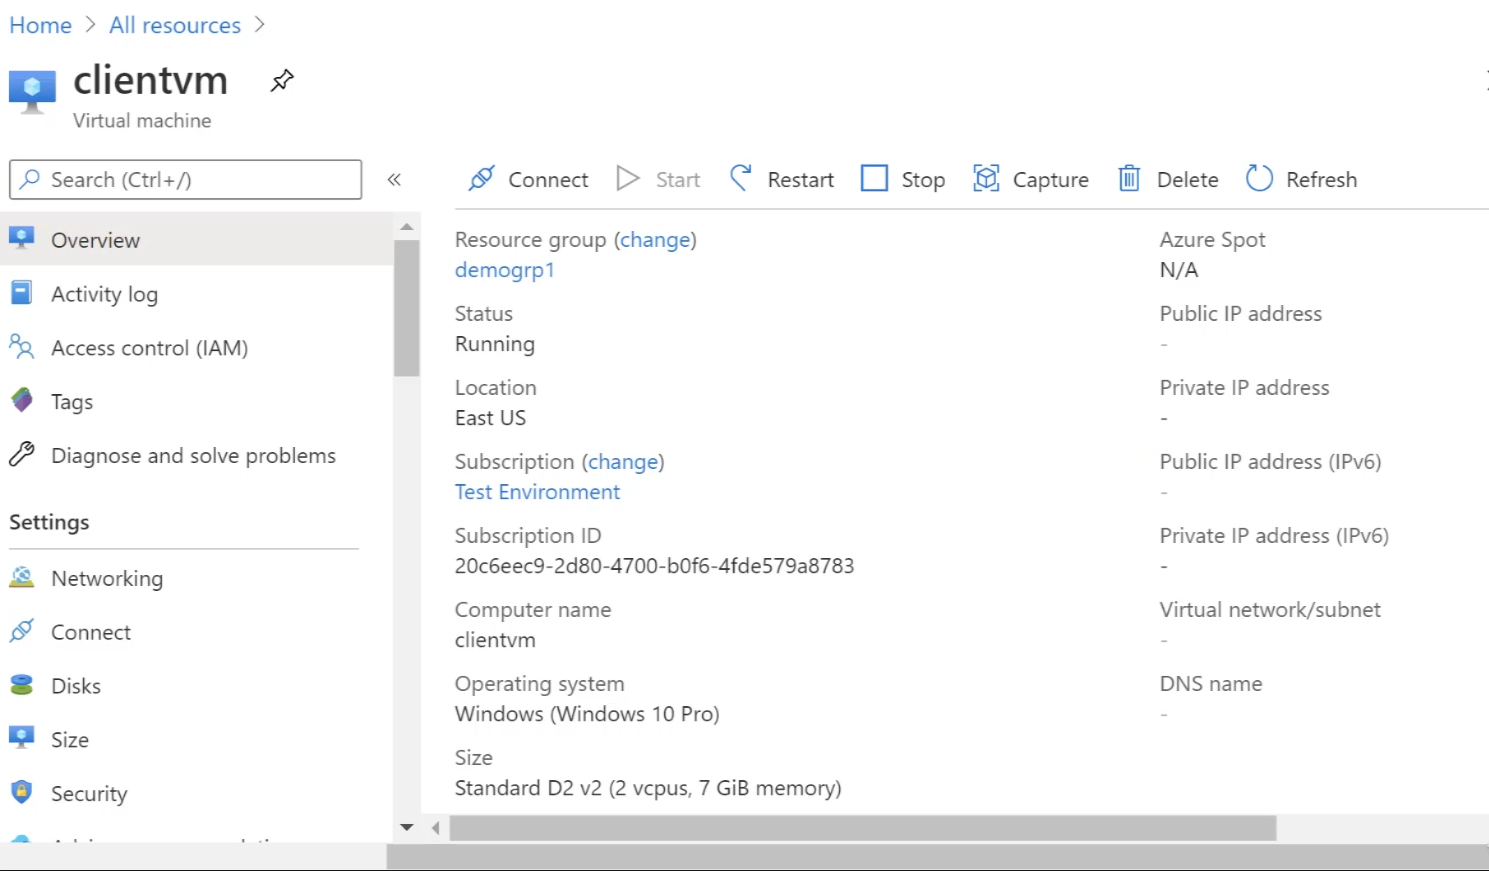 Home > All resources >
clientvm
Virtual machine
Search (Ctrl+/)
«
Connect Start Restart Stop Capture Delete Refresh
Overview
Activity log
Access control (IAM)
Tags
Diagnose and solve problems
Settings
Networking
Connect
Disks
Size
Security
Resource group (change)
demogrp1
Status
Running
Location
East US
Subscription (change)
Test Environment
Subscription ID
20c6eec9-2d80-4700-b0f6-4fde579a8783
Computer name
clientvm
Operating system
Windows (Windows 10 Pro)
Size
Standard D2 v2 (2 vcpus, 7 GiB memory)
Azure Spot
N/A
Public IP address
-
Private IP address
-
Public IP address (IPv6)
-
Private IP address (IPv6)
-
Virtual network/subnet
-
DNS name
-